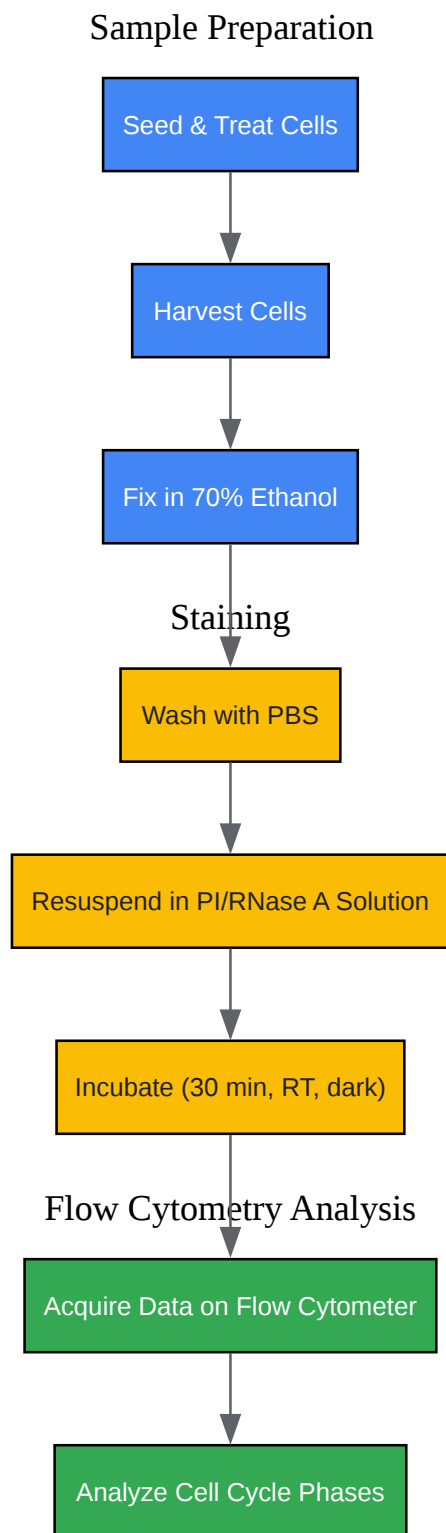 Sample Preparation
Seed & Treat Cells
Harvest Cells
Fix in 70% Ethanol
Staining
Wash with PBS
Resuspend in PI/RNase A Solution
Incubate (30 min, RT, dark)
Flow Cytometry Analysis
Acquire Data on Flow Cytometer
Analyze Cell Cycle Phases